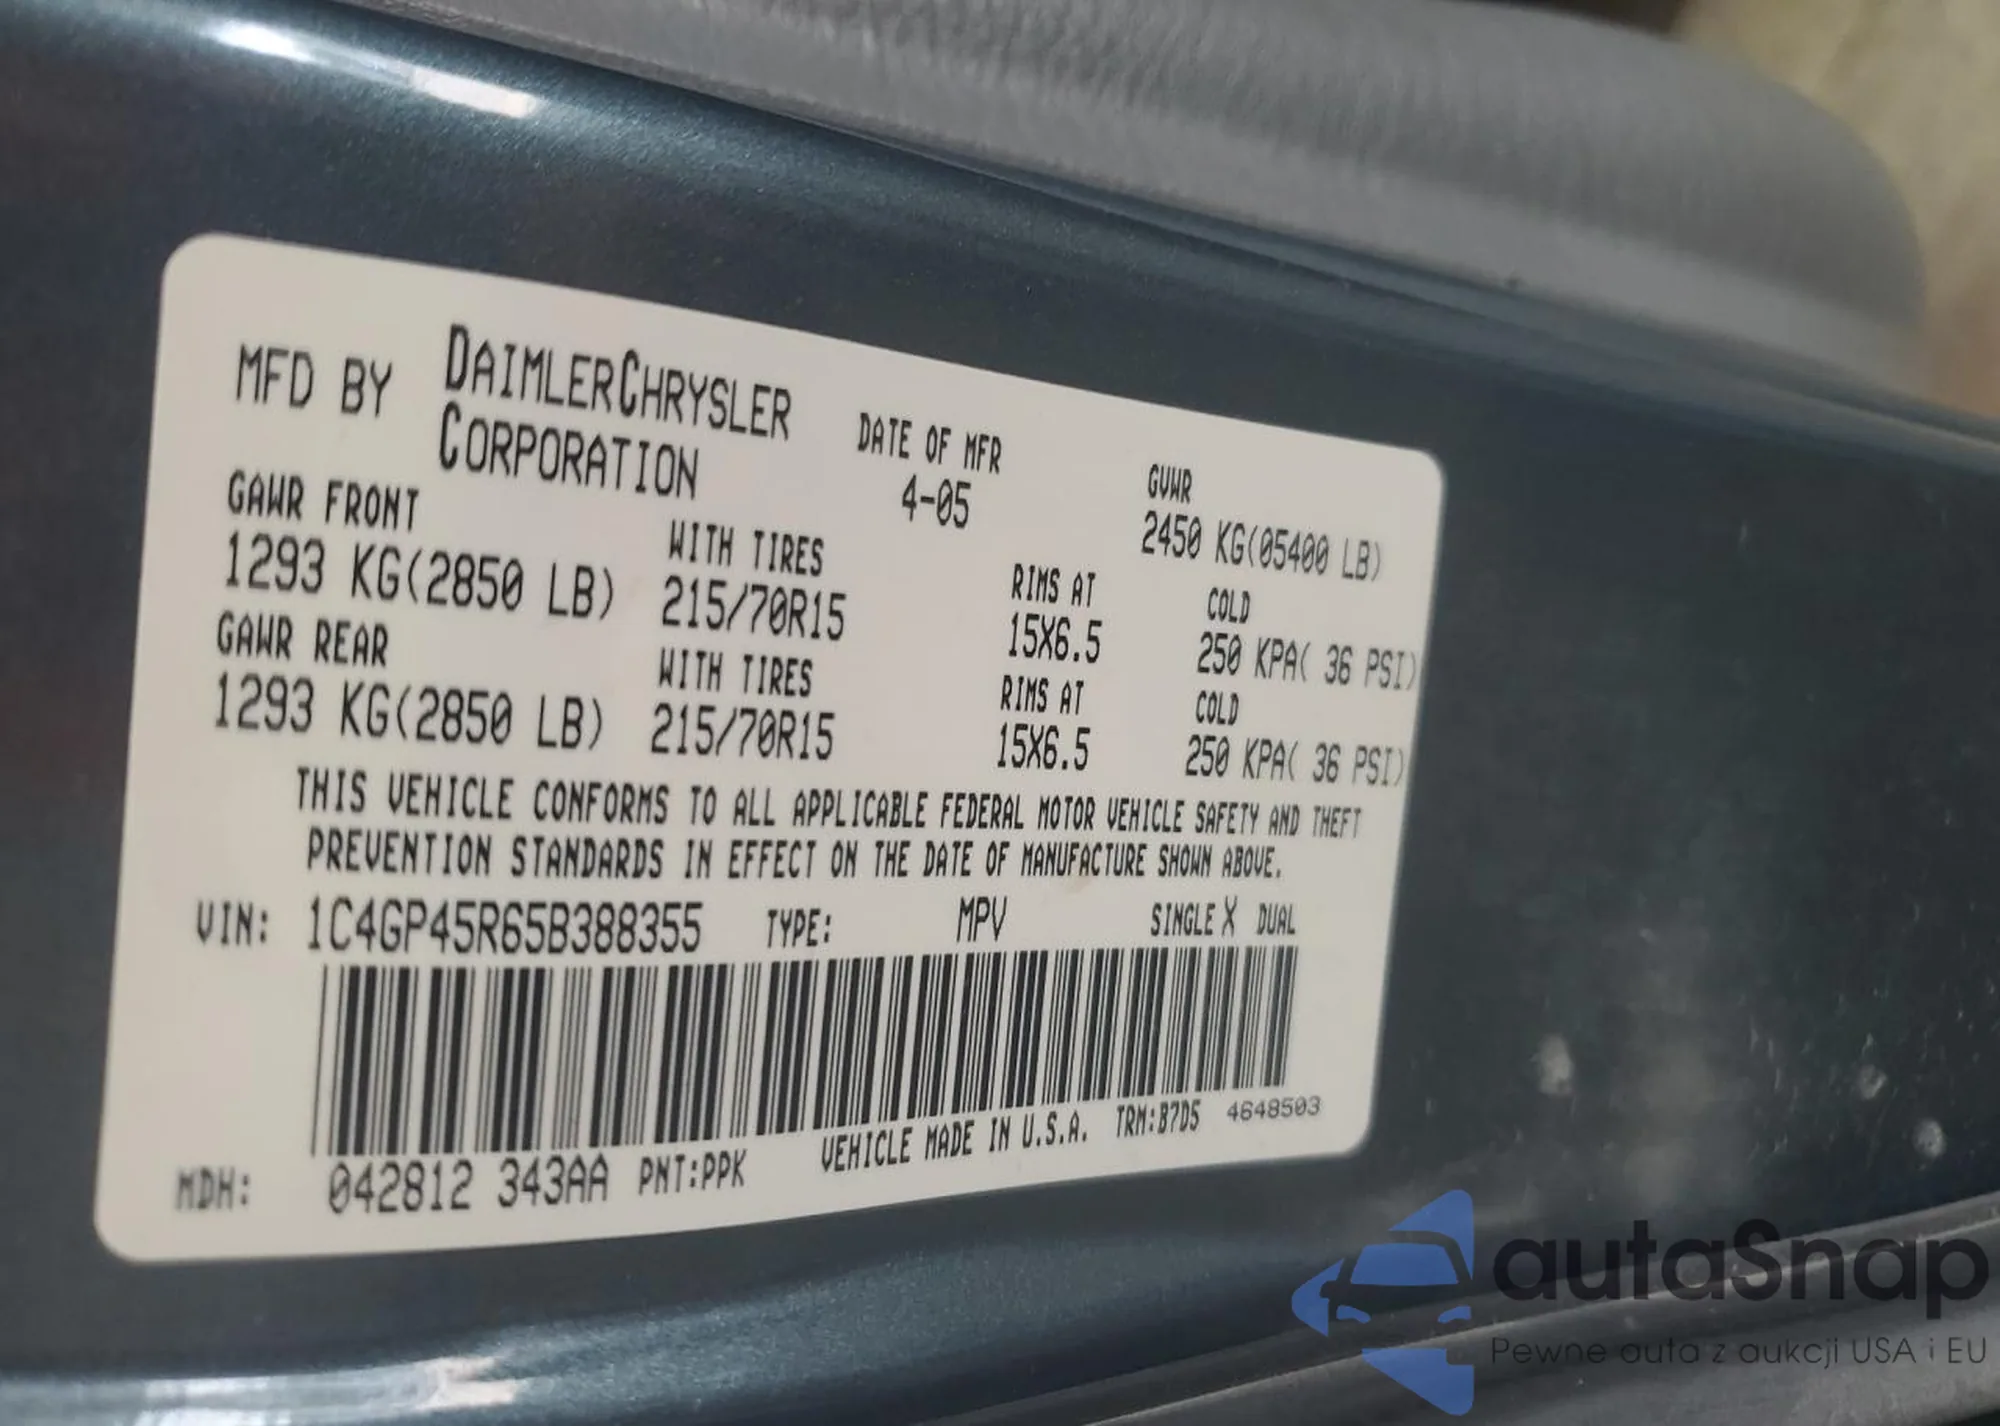 MFD BY DAIMLERCHRYSLER CORPORATION
DATE OF MFR
4-05
GVWR
2450 KG(05400 LB)
GAWR FRONT
1293 KG(2850 LB)
WITH TIRES
215/70R15
RIMS AT
15X6.5
COLD
250 KPA( 36 PSI)
GAWR REAR
1293 KG(2850 LB)
WITH TIRES
215/70R15
RIMS AT
15X6.5
COLD
250 KPA( 36 PSI)
THIS VEHICLE CONFORMS TO ALL APPLICABLE FEDERAL MOTOR VEHICLE SAFETY AND THEFT
PREVENTION STANDARDS IN EFFECT ON THE DATE OF MANUFACTURE SHOWN ABOVE.
VIN: 1C4GP45R65B388355 TYPE: MPV SINGLE X DUAL
MDH: 042812 343AA PNT:PPK VEHICLE MADE IN U.S.A. TRM:B7D5 4648503
autaSnap
Pewne auta z aukcji USA i EU